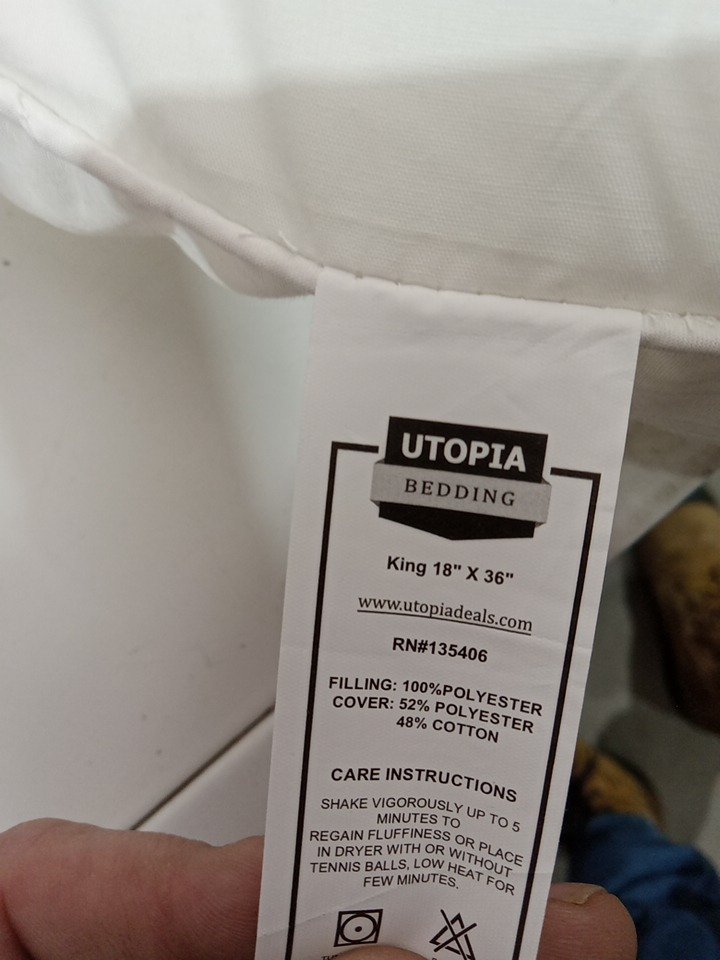 UTOPIA
BEDDING
King 18" X 36"
www.utopiadeals.com
RN#135406
FILLING: 100%POLYESTER
COVER: 52% POLYESTER
48% COTTON
CARE INSTRUCTIONS
SHAKE VIGOROUSLY UP TO 5
MINUTES TO
REGAIN FLUFFINESS OR PLACE
IN DRYER WITH OR WITHOUT
TENNIS BALLS, LOW HEAT FOR
FEW MINUTES.